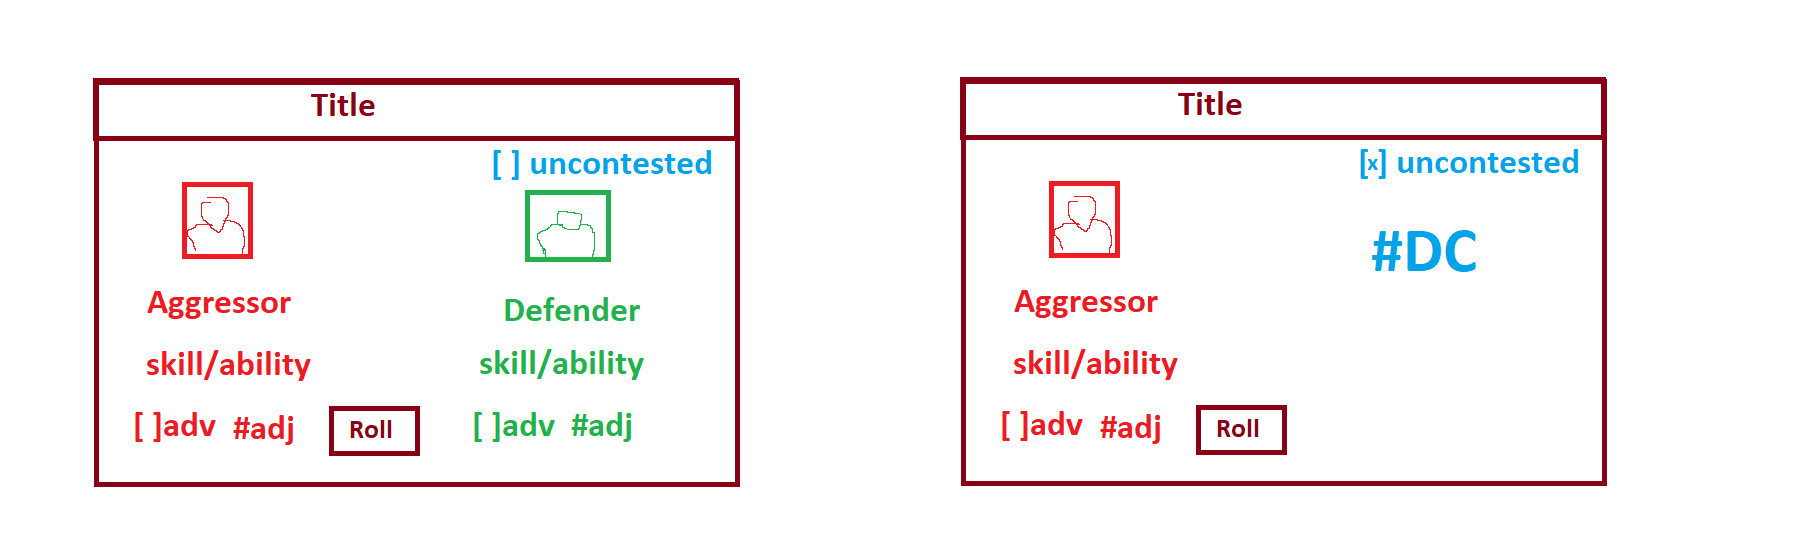 Title
[ ] uncontested
Aggressor
Defender
skill/ability
skill/ability
[ ]adv #adj
Roll
[ ]adv #adj
Title
[x] uncontested
#DC
Aggressor
skill/ability
[ ]adv #adj
Roll